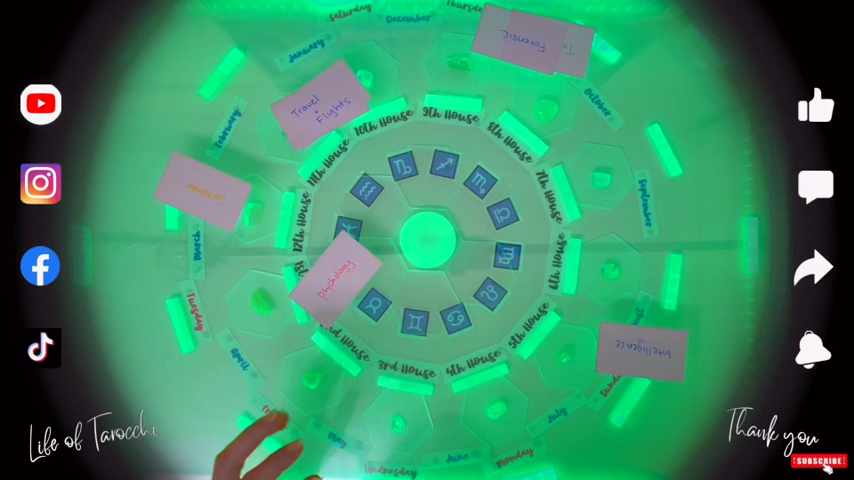 Saturday
December
Thursday
January
Forensic
Travel
+
Flights
October
February
10th House
9th House
8th House
11th House
7th House
September
12th House
March
1st
6th House
Psychology
Tuesday
Intelligence
5th House
3rd House
4th House
April
July
May
June
Monday
Wednesday
Life of Tarocchi
Thank you
SUBSCRIBE